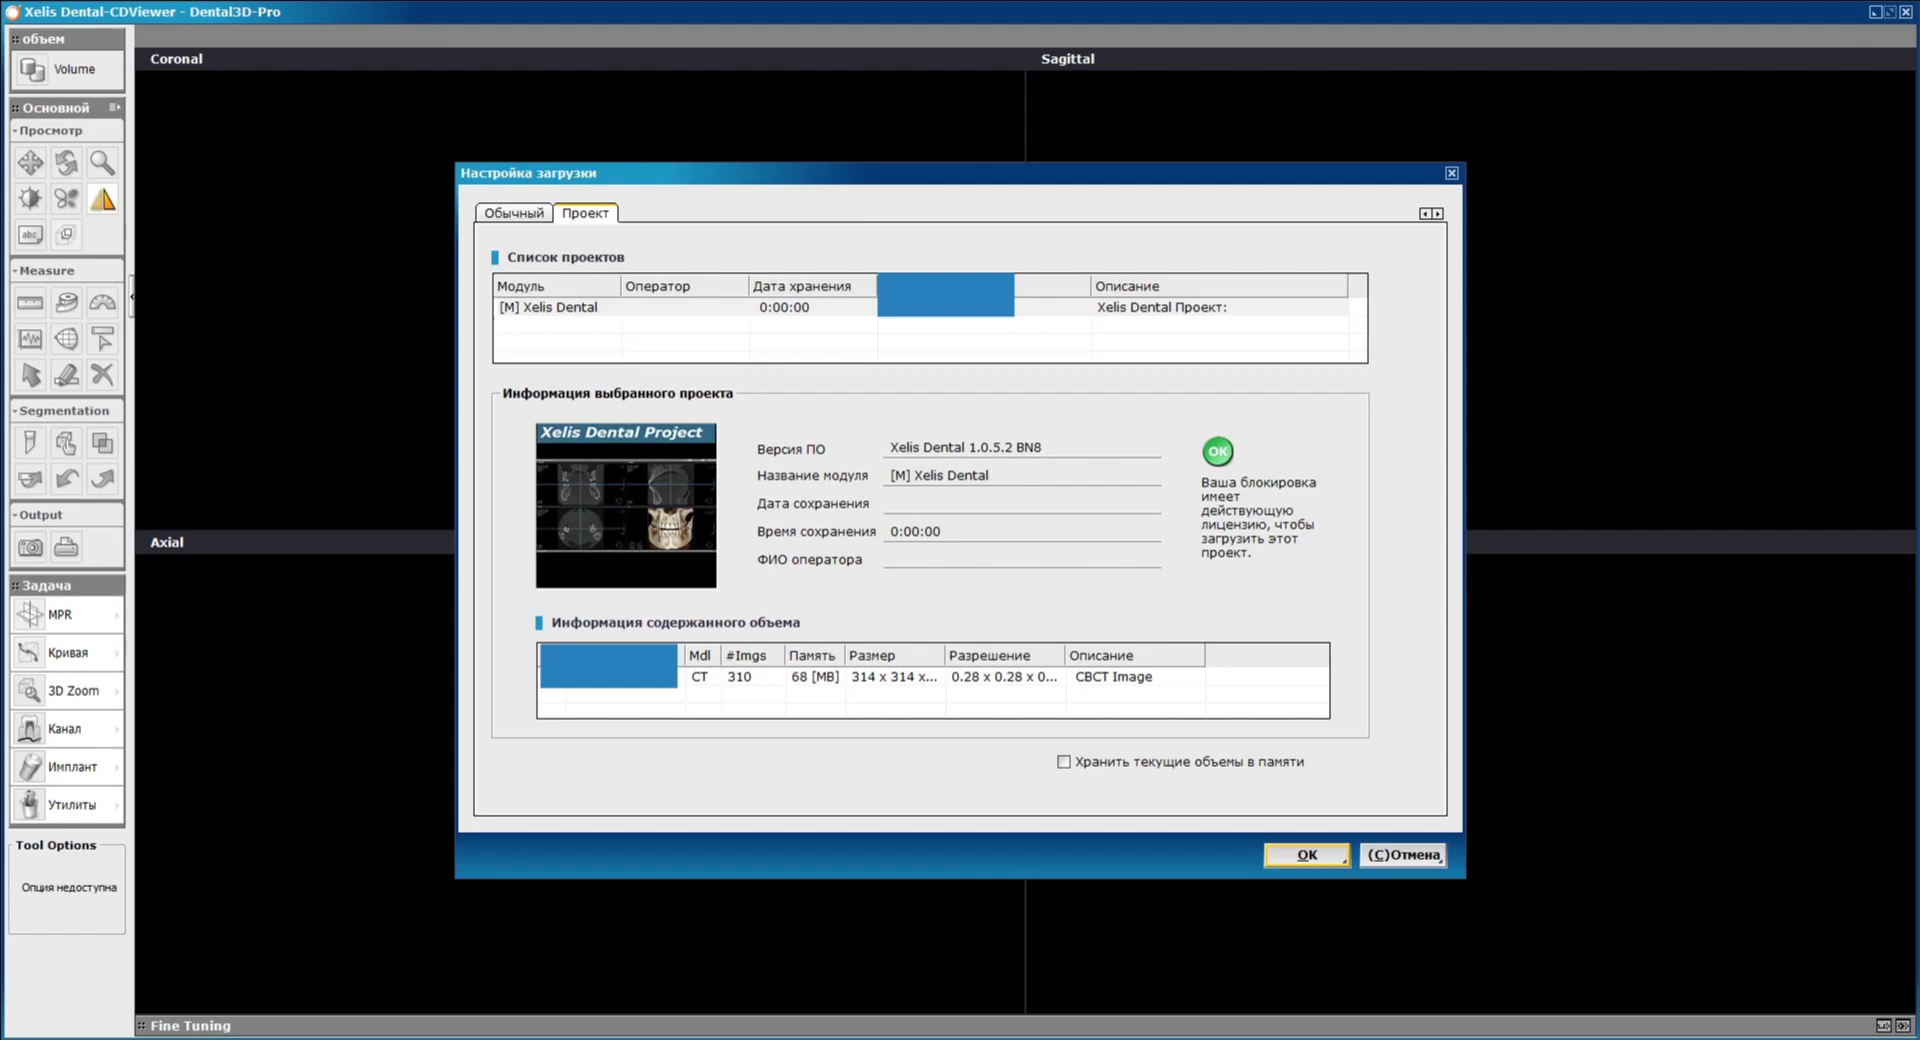 Xelis Dental-CDViewer - Dental3D-Pro
объем
Volume
Основной
Просмотр
abc
Measure
Segmentation
Output
Задача
MPR
Кривая
3D Zoom
Канал
Имплант
Утилиты
Tool Options
Опция недоступна
Coronal
Sagittal
Axial
Настройка загрузки
Обычный
Проект
Список проектов
Модуль Оператор Дата хранения Описание
[M] Xelis Dental 0:00:00 Xelis Dental Проект:
Информация выбранного проекта
Xelis Dental Project
Версия ПО Xelis Dental 1.0.5.2 BN8
Название модуля [M] Xelis Dental
Дата сохранения
Время сохранения 0:00:00
ФИО оператора
OK
Ваша блокировка
имеет
действующую
лицензию, чтобы
загрузить этот
проект.
Информация содержанного объема
Mdl #Imgs Память Размер Разрешение Описание
CT 310 68 [MB] 314 x 314 x... 0.28 x 0.28 x 0... CBCT Image
Хранить текущие объемы в памяти
OK
(C)Отмена
Fine Tuning